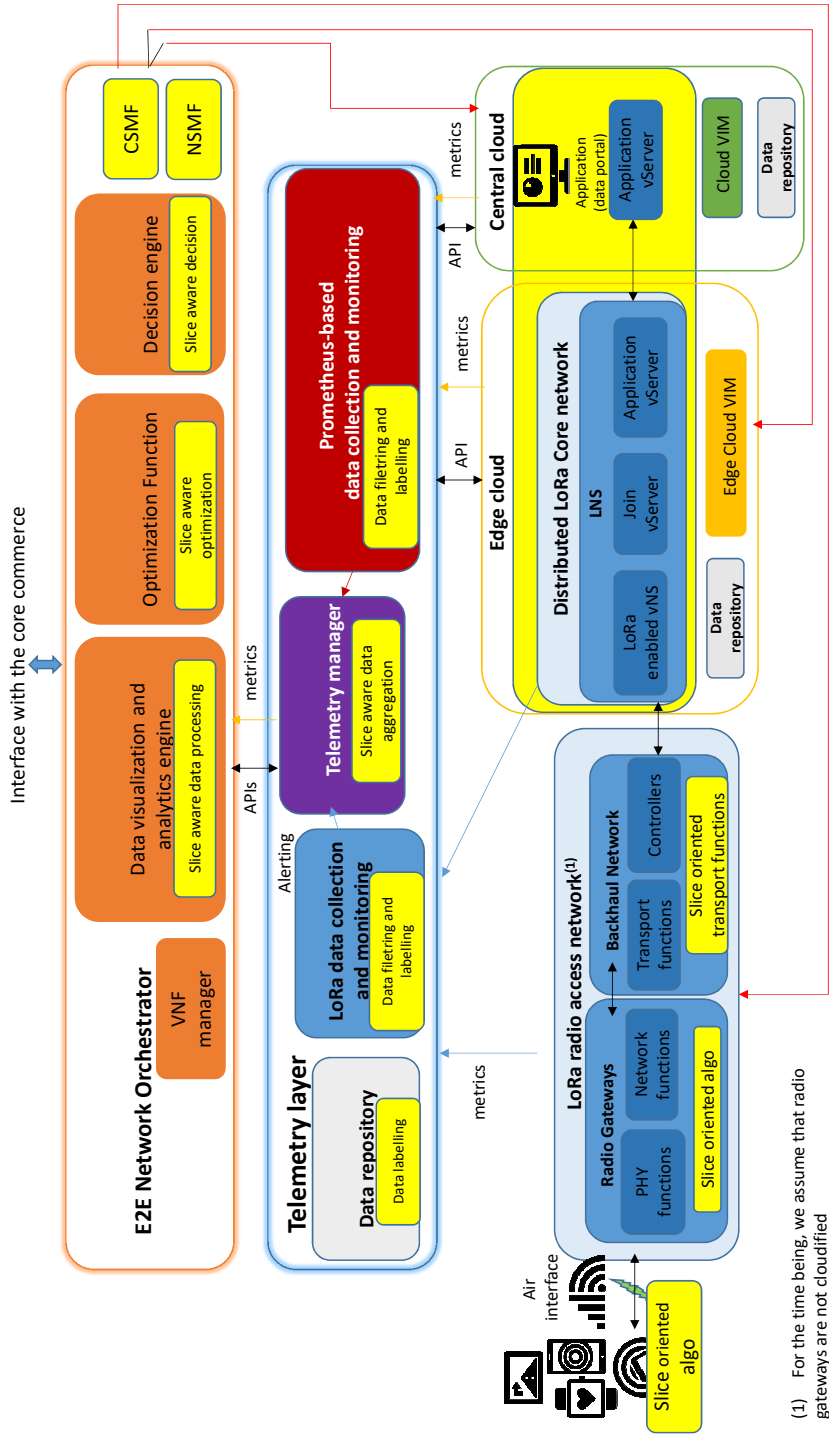 Interface with the core commerce
E2E Network Orchestrator
VNF
manager
Data visualization and
analytics engine
Slice aware data processing
Optimization Function
Slice aware
optimization
Decision engine
Slice aware decision
CSMF
NSMF
APIs
metrics
Telemetry layer
Data repository
Data labelling
LoRa data collection
and monitoring
Data filetring and
labelling
Alerting
Telemetry manager
Slice aware data
aggregation
Prometheus-based
data collection and monitoring
Data filetring and
labelling
metrics
API
metrics
API
metrics
Air
interface
Slice oriented
algo
LoRa radio access network(1)
Radio Gateways
PHY
functions
Network
functions
Slice oriented algo
Backhaul Network
Transport
functions
Controllers
Slice oriented
transport functions
Edge cloud
Distributed LoRa Core network
LNS
LoRa
enabled vNS
Join
vServer
Application
vServer
Data
repository
Edge Cloud VIM
Central cloud
Application
(data portal)
Application
vServer
Cloud VIM
Data
repository
(1) For the time being, we assume that radio
gateways are not cloudified